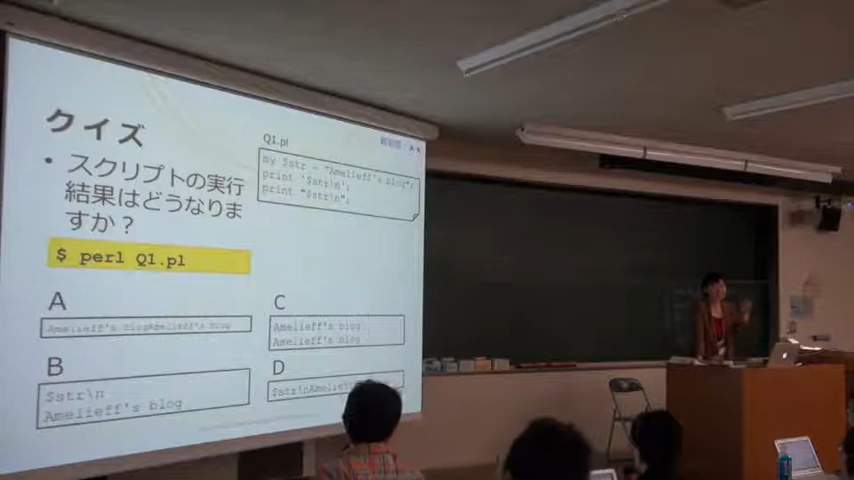 クイズ
• スクリプトの実行
結果はどうなりま
すか?
$ perl Q1.pl
Q1.pl
my $str = "Amelieff's blog";
print '$str\n';
print "$str\n";
A
Amelieff's blogAmelieff's blog
B
$str\n
Amelieff's blog
C
Amelieff's blog
Amelieff's blog
D
$str\nAmelieff's